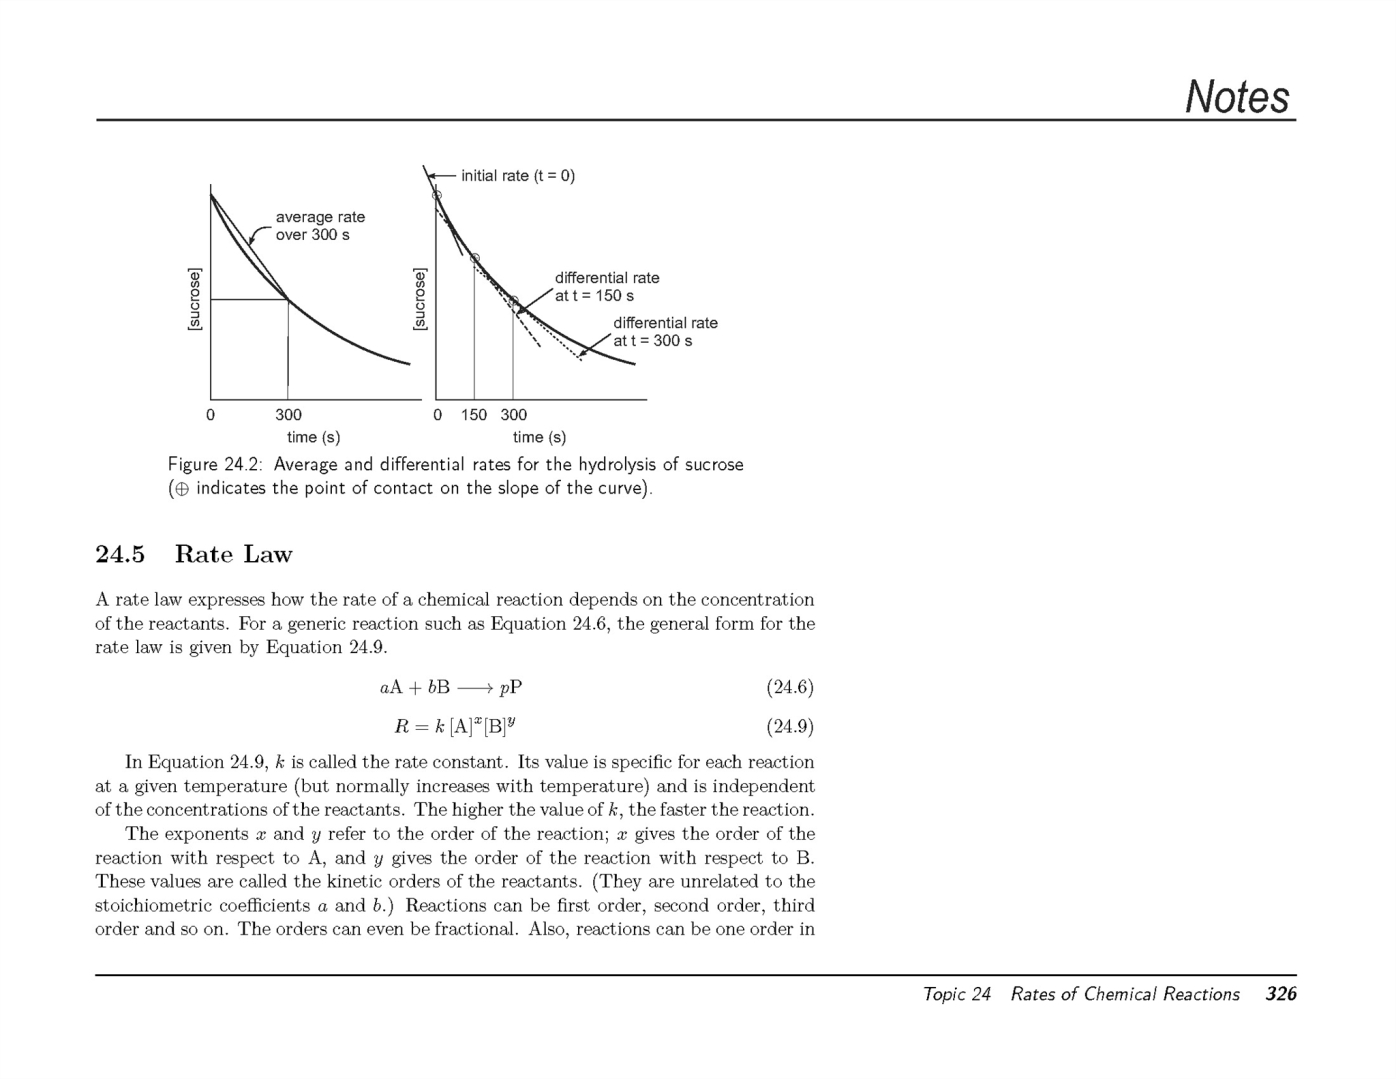 Notes
initial rate (t = 0)
average rate
over 300 s
[sucrose]
0
300
time (s)
differential rate
at t = 150 s
differential rate
at t = 300 s
[sucrose]
0 150 300
time (s)
Figure 24.2: Average and differential rates for the hydrolysis of sucrose
(⊕ indicates the point of contact on the slope of the curve).
24.5 Rate Law
A rate law expresses how the rate of a chemical reaction depends on the concentration
of the reactants. For a generic reaction such as Equation 24.6, the general form for the
rate law is given by Equation 24.9.
aA + bB ⟶ pP (24.6)
R = k [A]^x[B]^y (24.9)
In Equation 24.9, k is called the rate constant. Its value is specific for each reaction
at a given temperature (but normally increases with temperature) and is independent
of the concentrations of the reactants. The higher the value of k, the faster the reaction.
The exponents x and y refer to the order of the reaction; x gives the order of the
reaction with respect to A, and y gives the order of the reaction with respect to B.
These values are called the kinetic orders of the reactants. (They are unrelated to the
stoichiometric coefficients a and b.) Reactions can be first order, second order, third
order and so on. The orders can even be fractional. Also, reactions can be one order in
Topic 24 Rates of Chemical Reactions 326